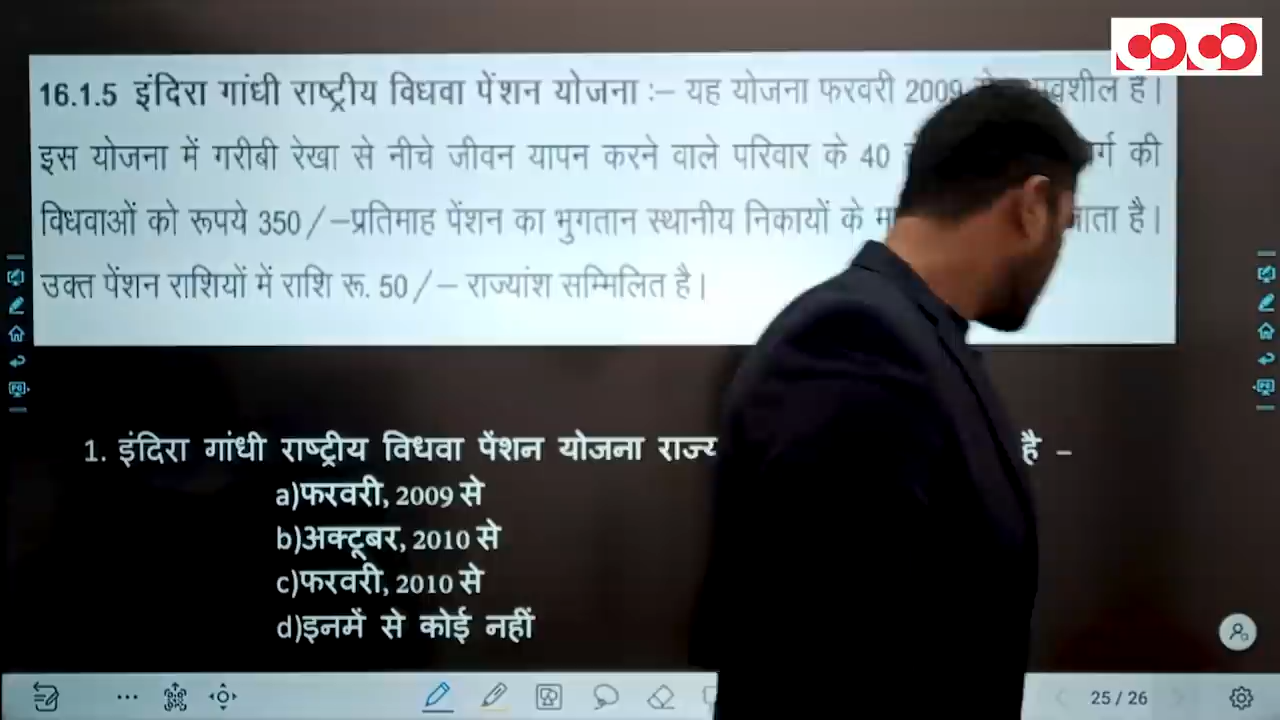 16.1.5 इंदिरा गांधी राष्ट्रीय विधवा पेंशन योजना :– यह योजना फरवरी 2009 है।
इस योजना में गरीबी रेखा से नीचे जीवन यापन करने वाले परिवार के 40 की
विधवाओं को रूपये 350/–प्रतिमाह पेंशन का भुगतान स्थानीय निकायों के जाता है।
उक्त पेंशन राशियों में राशि रू. 50/– राज्यांश सम्मिलित है।
1. इंदिरा गांधी राष्ट्रीय विधवा पेंशन योजना है –
a)फरवरी, 2009 से
b)अक्टूबर, 2010 से
c)फरवरी, 2010 से
d)इनमें से कोई नहीं
25 / 26